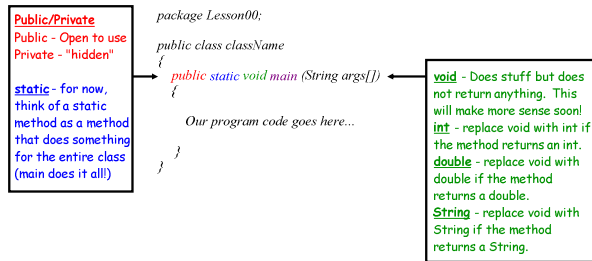 Public/Private
Public - Open to use
Private - "hidden"
static - for now,
think of a static
method as a method
that does something
for the entire class
(main does it all!)
package Lesson00;
public class className
{
public static void main (String args[])
{
Our program code goes here...
}
}
void - Does stuff but does
not return anything. This
will make more sense soon!
int - replace void with int if
the method returns an int.
double - replace void with
double if the method
returns a double.
String - replace void with
String if the method
returns a String.